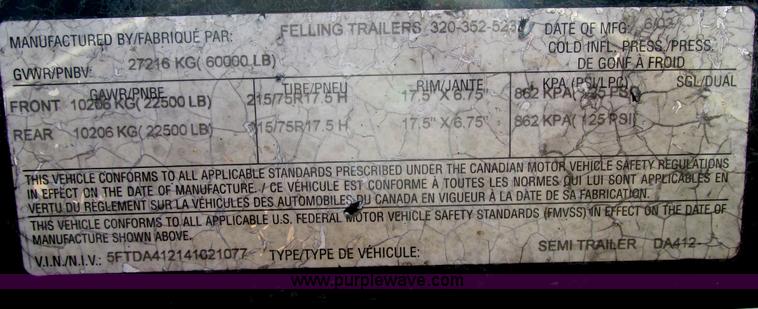 MANUFACTURED BY/FABRIQUÉ PAR: FELLING TRAILERS 320-352-523 DATE OF MFG. 6/03
COLD INFL. PRESS./PRESS.
GVWR/PNBV: 27216 KG( 60000 LB) DE GONF À FROID
GAWR/PNBE TIRE/PNEU RIM/JANTE KPA (PSI/LPC) SGL/DUAL
FRONT 10206 KG( 22500 LB) 215/75R17.5 H 17.5" X 6.75" 862 KPA( 125 PSI)
REAR 10206 KG( 22500 LB) 215/75R17.5 H 17.5" X 6.75" 862 KPA( 125 PSI)
THIS VEHICLE CONFORMS TO ALL APPLICABLE STANDARDS PRESCRIBED UNDER THE CANADIAN MOTOR VEHICLE SAFETY REGULATIONS
IN EFFECT ON THE DATE OF MANUFACTURE. / CE VÉHICULE EST CONFORME À TOUTES LES NORMES QUI LUI SONT APPLICABLES EN
VERTU DU RÈGLEMENT SUR LA VÉHICULES DES AUTOMOBILES DU CANADA EN VIGUEUR À LA DATE DE SA FABRICATION.
THIS VEHICLE CONFORMS TO ALL APPLICABLE U.S. FEDERAL MOTOR VEHICLE SAFETY STANDARDS (FMVSS) IN EFFECT ON THE DATE OF
MANUFACTURE SHOWN ABOVE.
V.I.N./N.I.V.: 5FTDA412141021077 TYPE/TYPE DE VÉHICULE: SEMI TRAILER DA412-
www.purplewave.com